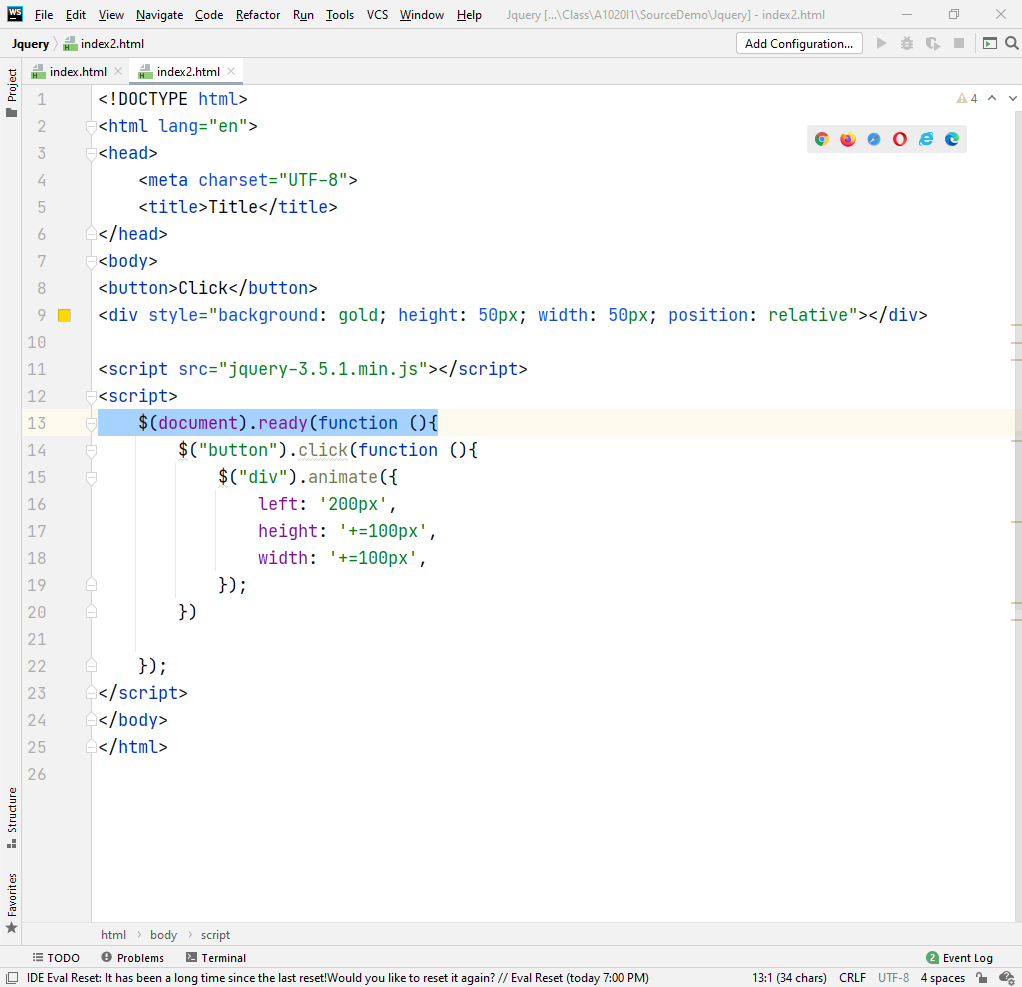 WS File Edit View Navigate Code Refactor Run Tools VCS Window Help Jquery [...\Class\A1020I1\SourceDemo\Jquery] - index2.html
Jquery index2.html Add Configuration...
Project
index.html index2.html
1 <!DOCTYPE html> 4
2 <html lang="en">
3 <head>
4 <meta charset="UTF-8">
5 <title>Title</title>
6 </head>
7 <body>
8 <button>Click</button>
9 <div style="background: gold; height: 50px; width: 50px; position: relative"></div>
10
11 <script src="jquery-3.5.1.min.js"></script>
12 <script>
13 $(document).ready(function (){
14 $("button").click(function (){
15 $("div").animate({
16 left: '200px',
17 height: '+=100px',
18 width: '+=100px',
19 });
20 })
21
22 });
23 </script>
24 </body>
25 </html>
26
Structure
Favorites
html body script
TODO Problems Terminal 2 Event Log
IDE Eval Reset: It has been a long time since the last reset!Would you like to reset it again? // Eval Reset (today 7:00 PM) 13:1 (34 chars) CRLF UTF-8 4 spaces